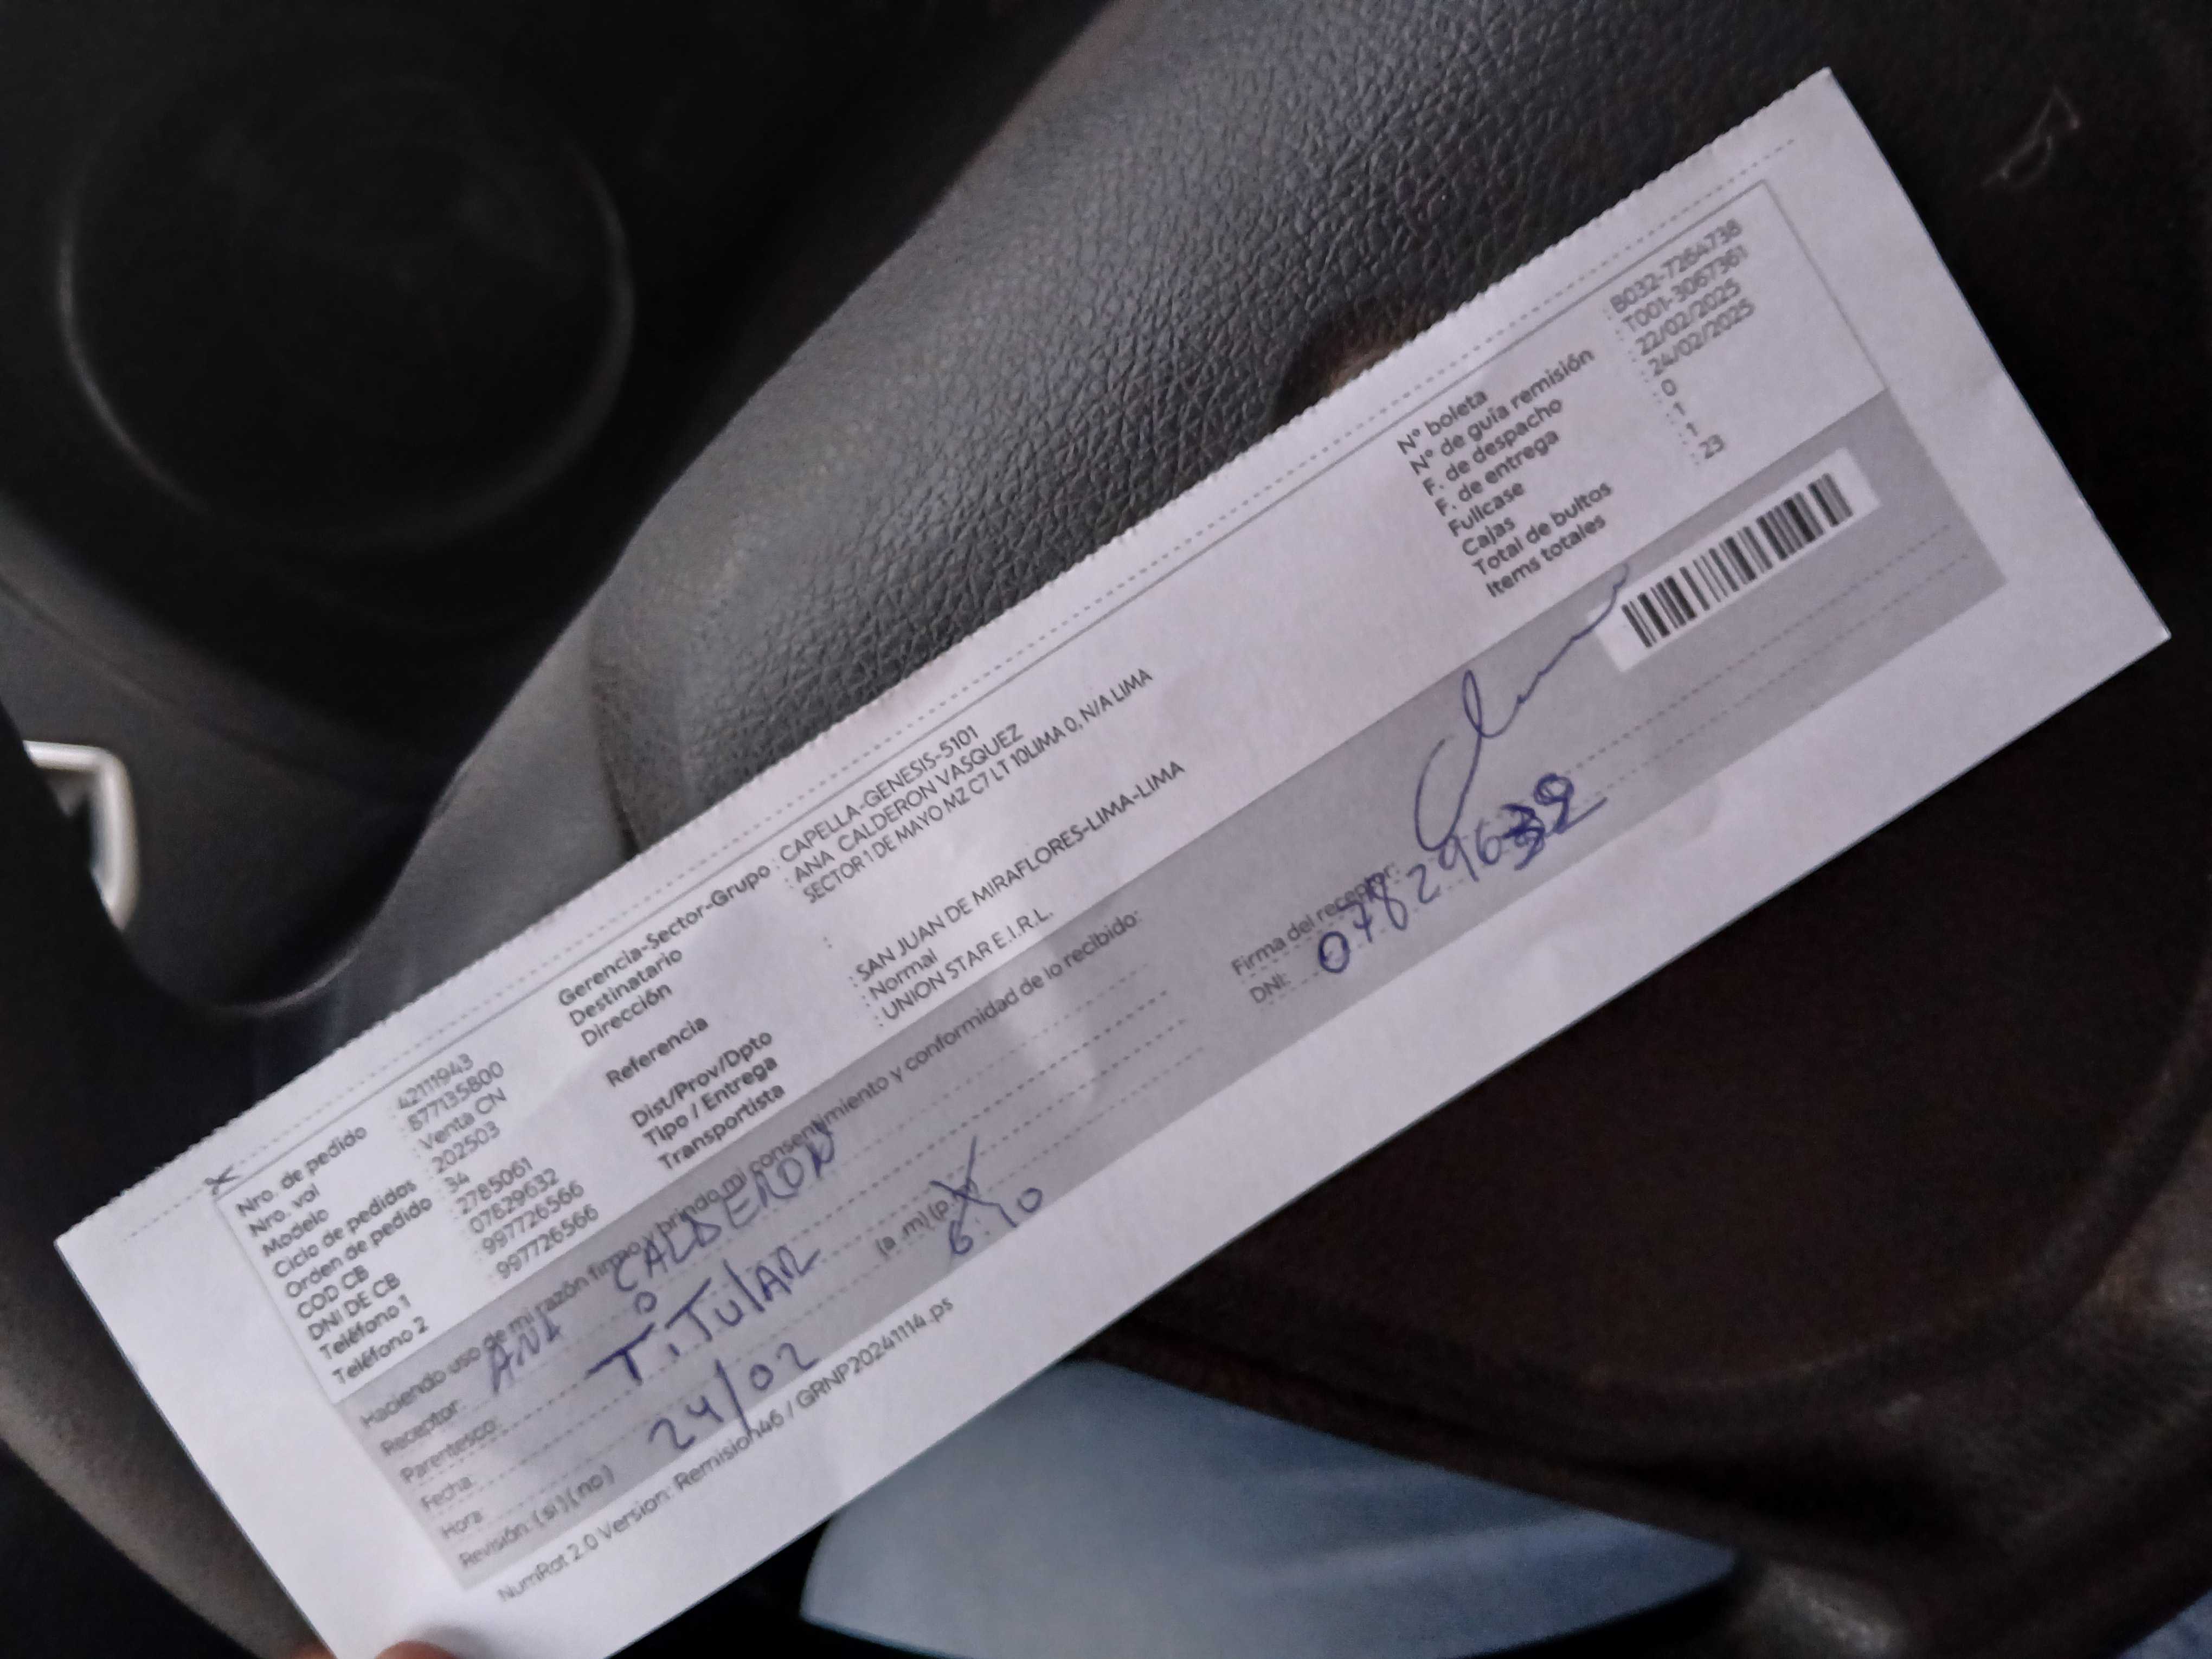 Nro. de pedido : 42111943
Nro. vol : 577135800
Modelo : Venta CN
Ciclo de pedidos : 202503
Orden de pedido : 34
COD CB : 2785061
DNI DE CB : 07829632
Teléfono 1 : 997726566
Teléfono 2 : 997726566
Gerencia-Sector-Grupo : CAPELLA-GENESIS-5101
Destinatario : ANA CALDERON VASQUEZ
Dirección : SECTOR 1 DE MAYO MZ C7 LT 10LIMA 0, N/A LIMA
Referencia :
Dist/Prov/Dpto : SAN JUAN DE MIRAFLORES-LIMA-LIMA
Tipo / Entrega : Normal
Transportista : UNION STAR E.I.R.L.
N° boleta : B032-7264738
N° de guía remisión : T001-3067361
F. de despacho : 22/02/2025
F. de entrega : 24/02/2025
Fullcase : 0
Cajas : 1
Total de bultos : 1
Items totales : 23
Haciendo uso de mi razón firmo y brindo mi consentimiento y conformidad de lo recibido:
Receptor: ANA CALDERON
Parentesco: TiTulAR
Fecha: 24/02
Hora: (a .m) (p 6:10
Revisión: ( si ) ( no )
Firma del receptor:
DNI: 07829632
NumRot 2.0 Version: Remision46 / GRNP20241114.ps